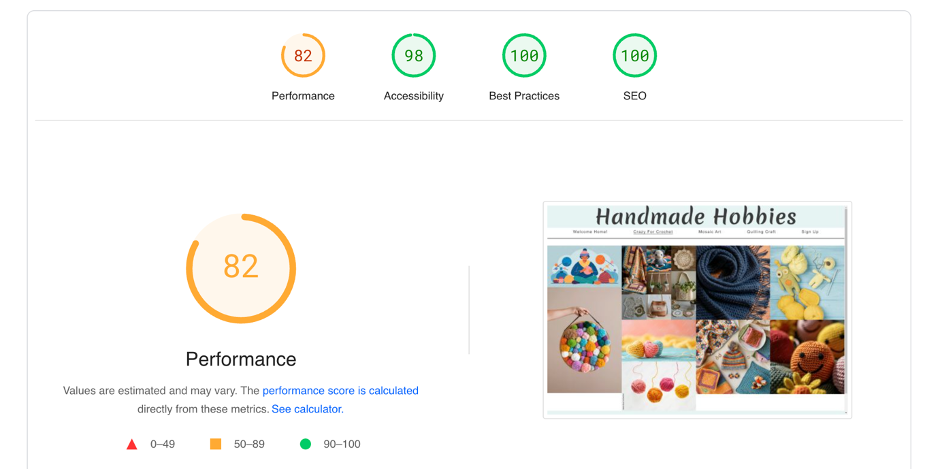 82 98 100 100
Performance Accessibility Best Practices SEO
82
Performance
Values are estimated and may vary. The performance score is calculated
directly from these metrics. See calculator.
0–49 50–89 90–100
Handmade Hobbies
Welcome Home! Crazy For Crochet Mosaic Art Quilling Craft Sign Up